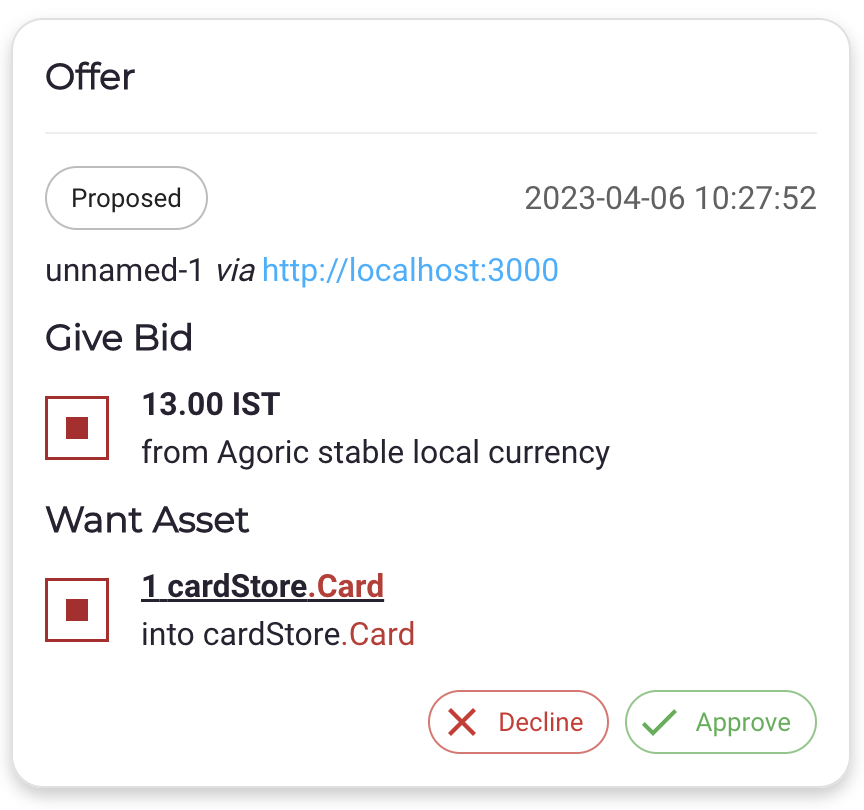 Offer
Proposed
2023-04-06 10:27:52
unnamed-1 via http://localhost:3000
Give Bid
13.00 IST
from Agoric stable local currency
Want Asset
1 cardStore.Card
into cardStore.Card
Decline
Approve